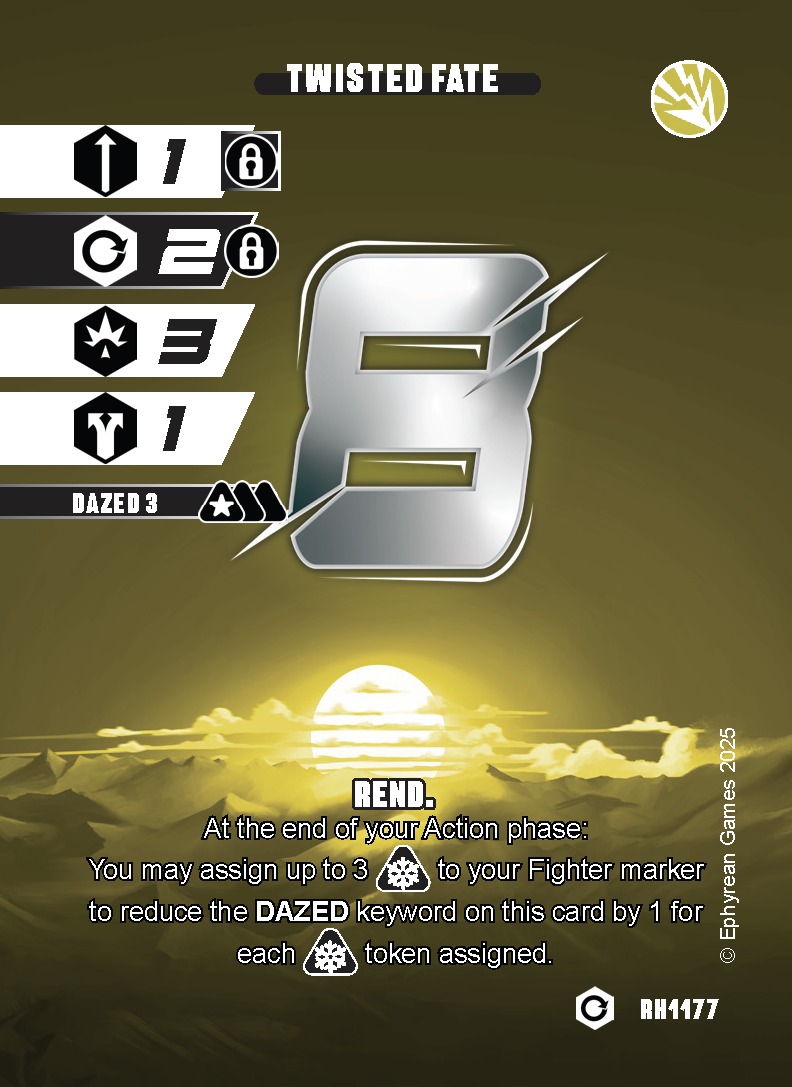 TWISTED FATE
1
2
3
1
DAZED 3
6
REND.
At the end of your Action phase:
You may assign up to 3 to your Fighter marker
to reduce the DAZED keyword on this card by 1 for
each token assigned.
© Ephyrean Games 2025
RH1177